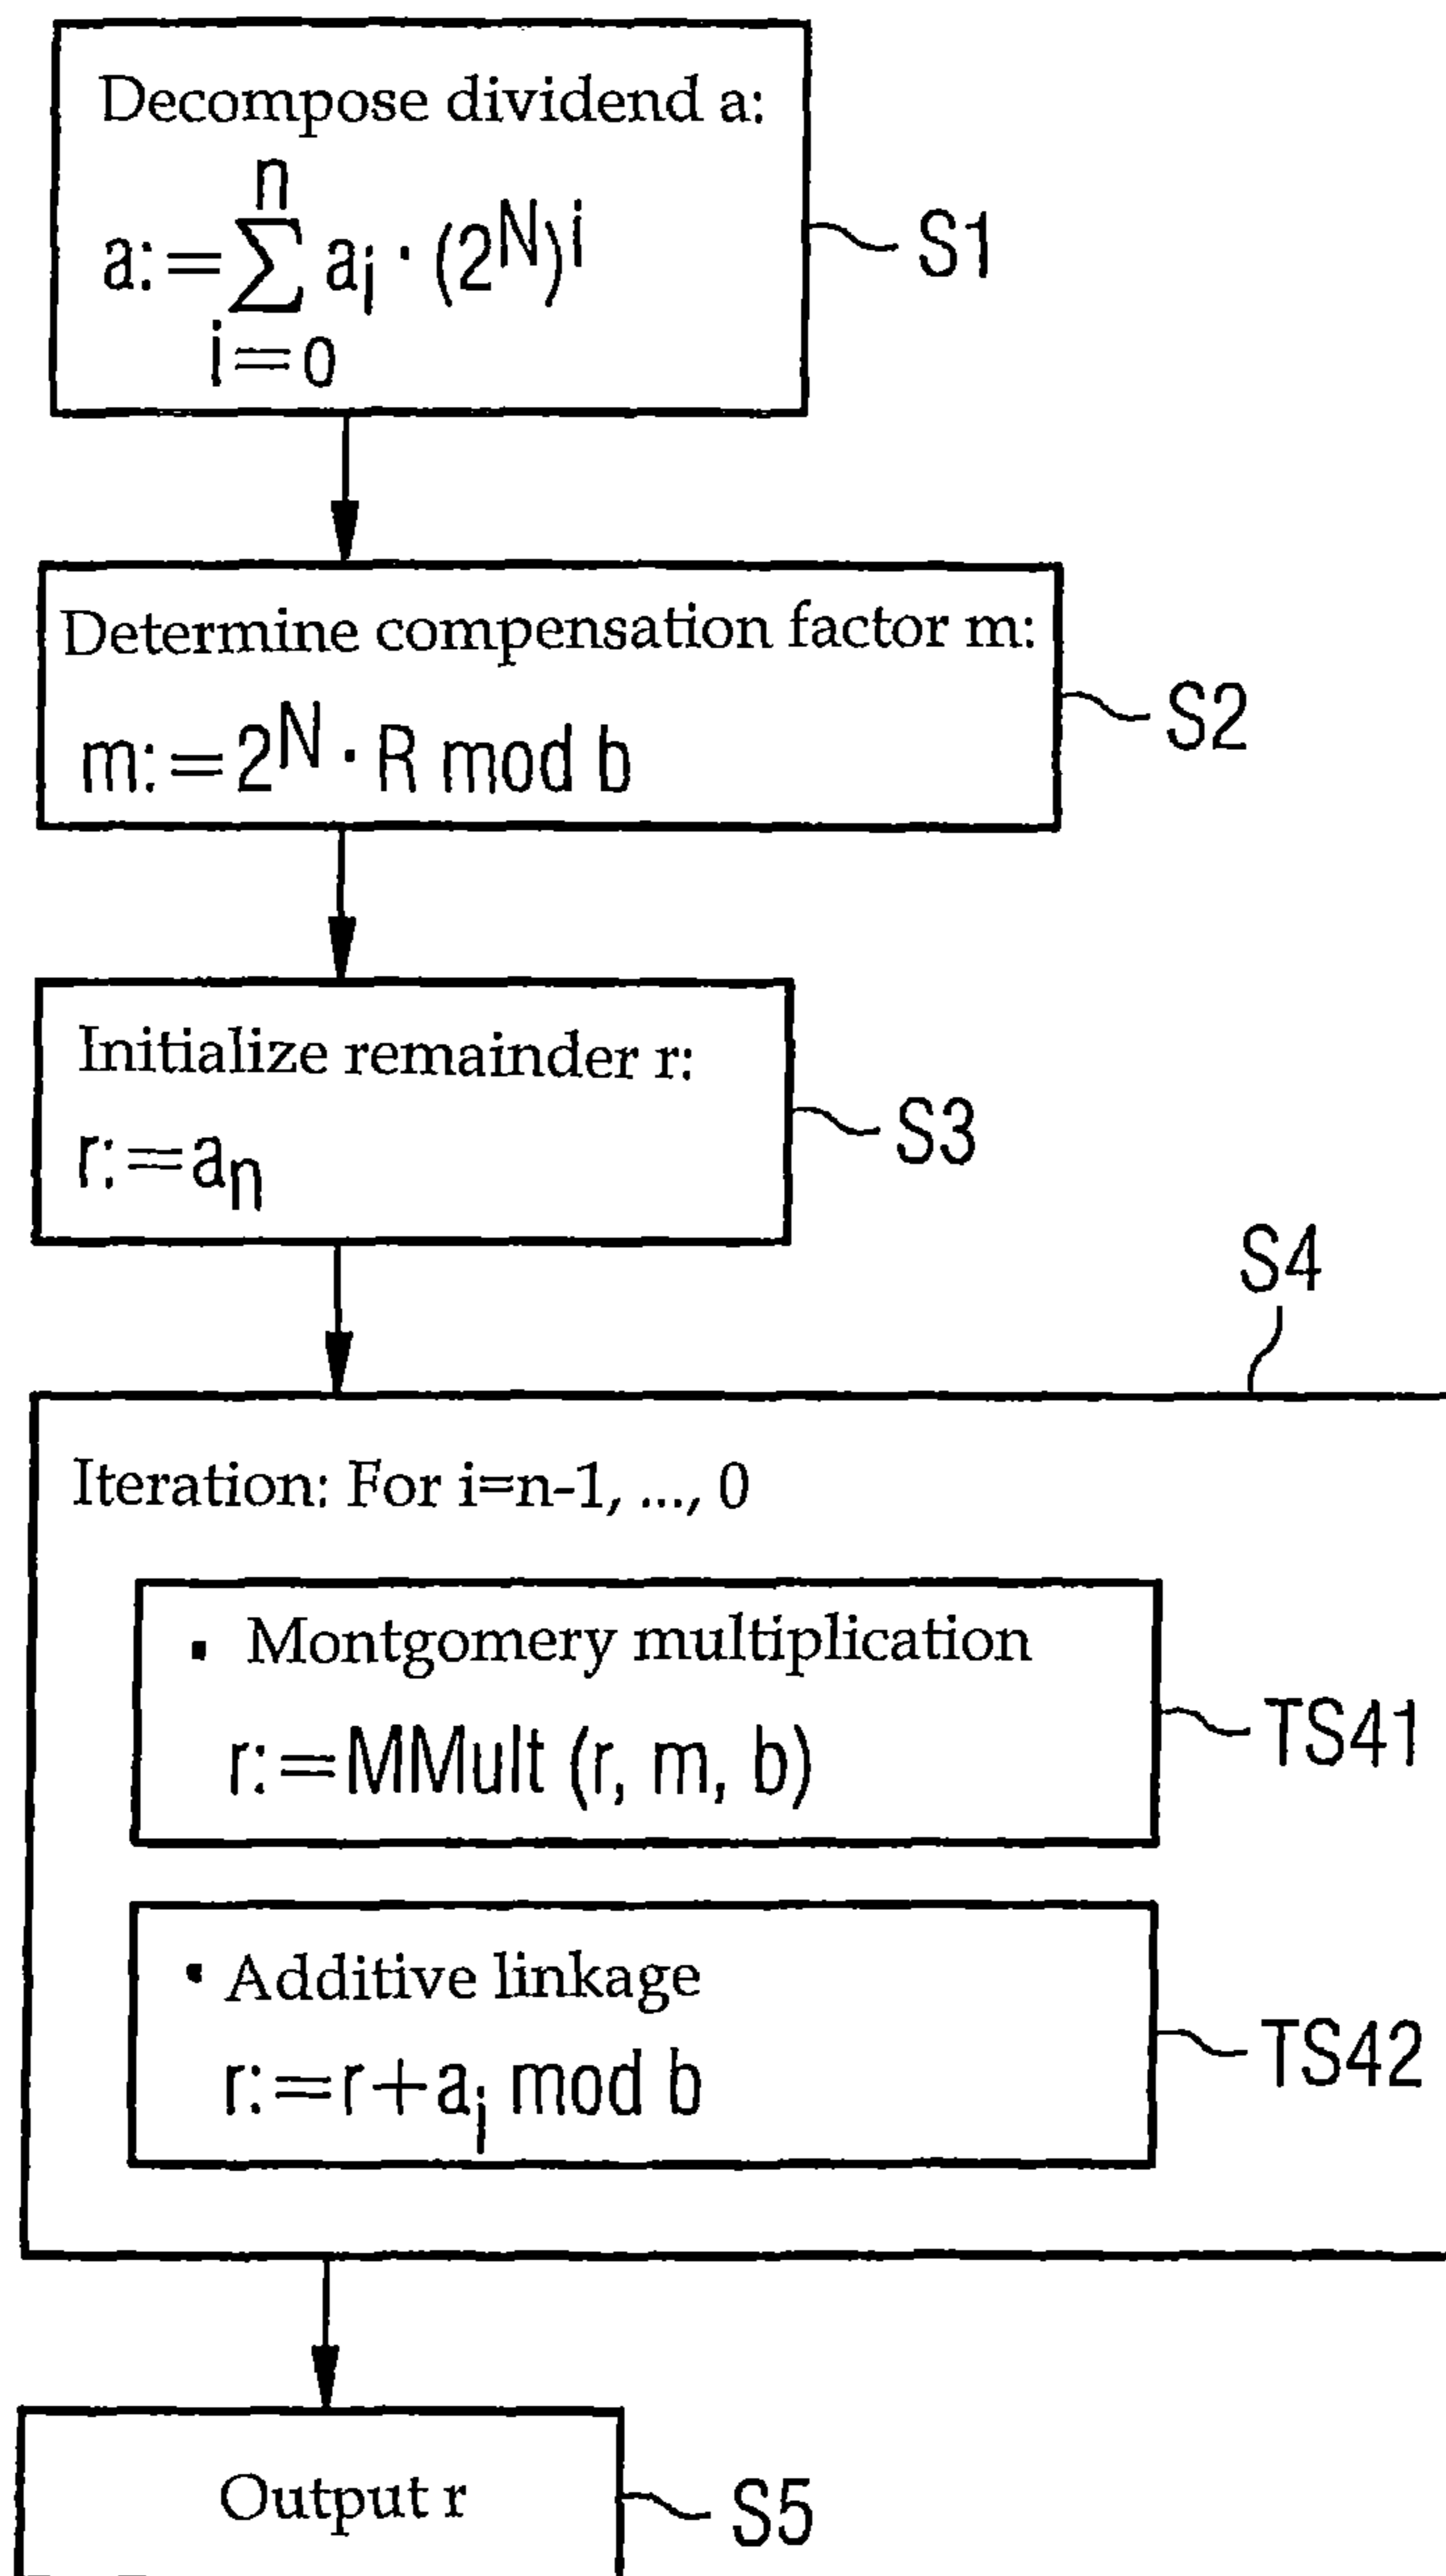 Decompose dividend a:
n
a:=∑ aᵢ · (2^N)^i
i=o
S1
Determine compensation factor m:
m:=2^N · R mod b
S2
Initialize remainder r:
r:=aₙ
S3
S4
Iteration: For i=n-1, ..., 0
▪ Montgomery multiplication
r:=MMult (r, m, b)
TS41
▪ Additive linkage
r:=r+aᵢ mod b
TS42
Output r
S5